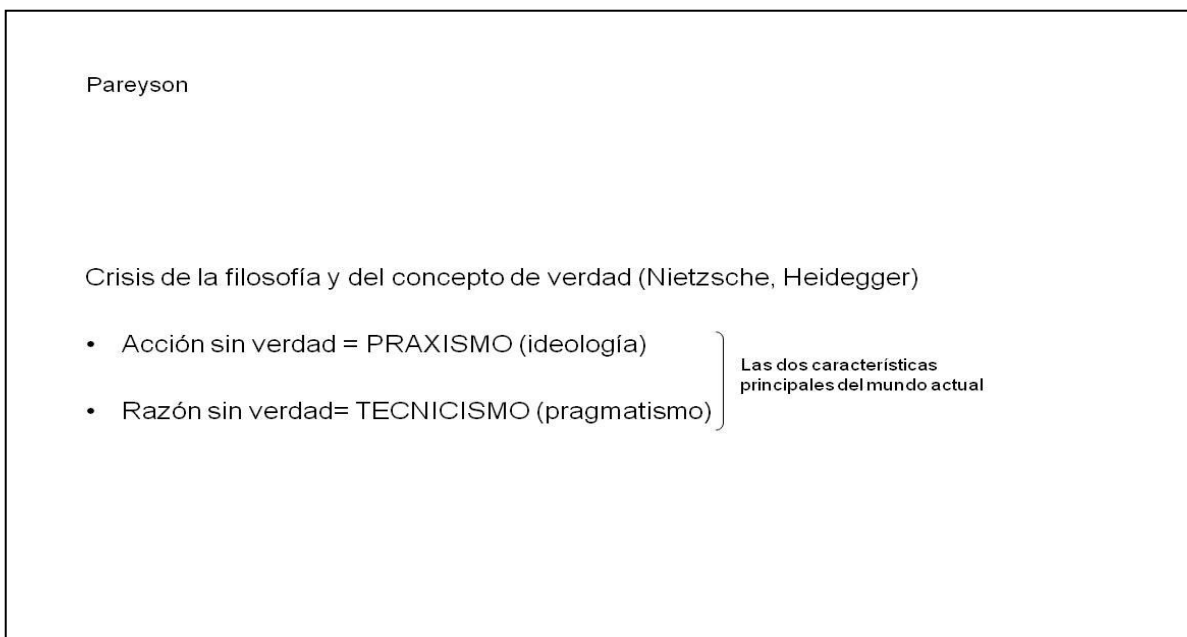 Pareyson
Crisis de la filosofía y del concepto de verdad (Nietzsche, Heidegger)
• Acción sin verdad = PRAXISMO (ideología)
• Razón sin verdad= TECNICISMO (pragmatismo)
Las dos características
principales del mundo actual